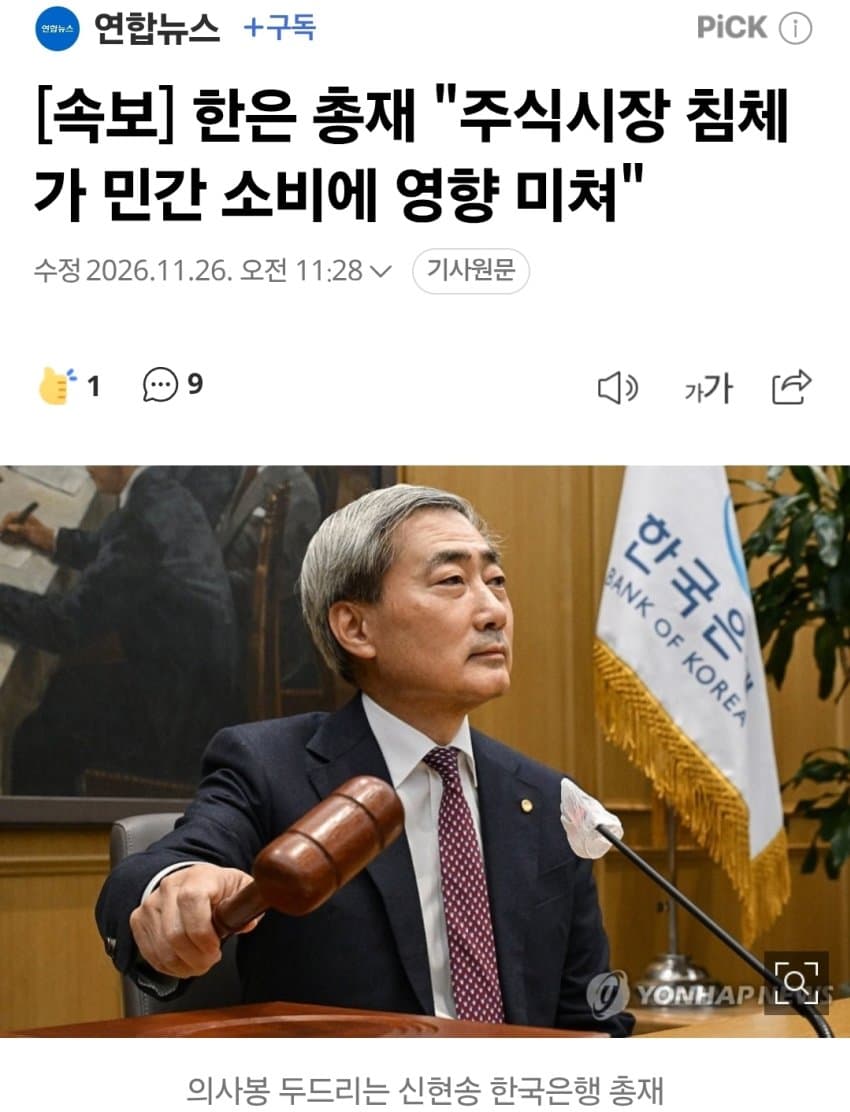 연합뉴스
연합뉴스 +구독
PiCK
[속보] 한은 총재 "주식시장 침체
가 민간 소비에 영향 미쳐"
수정 2026.11.26. 오전 11:28
기사원문
1
9
가가
한국은행
BANK OF KOREA
YONHAPNEWS
의사봉 두드리는 신현송 한국은행 총재